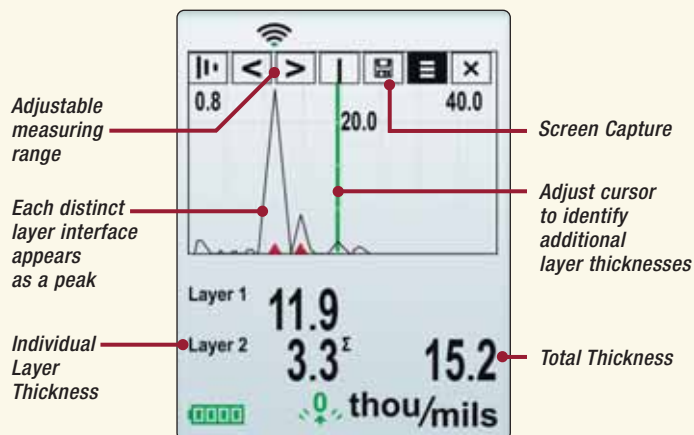 Adjustable
measuring
range
Each distinct
layer interface
appears
as a peak
Individual
Layer
Thickness
0.8
20.0
40.0
Layer 1
11.9
Layer 2
3.3Σ
15.2
0
thou/mils
Screen Capture
Adjust cursor
to identify
additional
layer thicknesses
Total Thickness